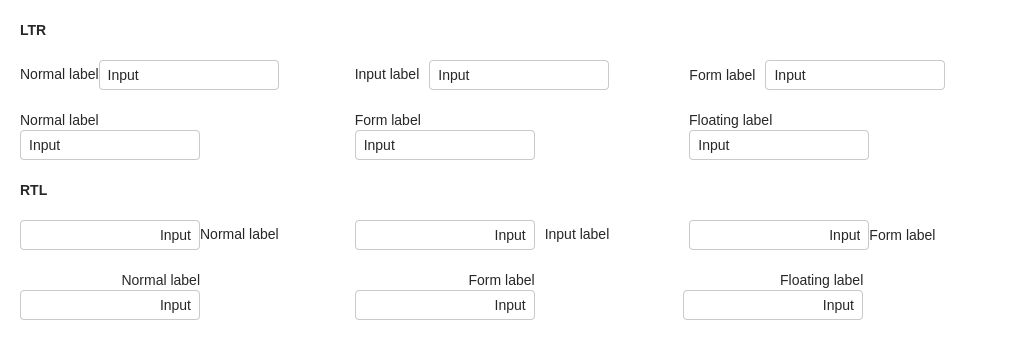 LTR
Normal label Input Input label Input Form label Input
Normal label Form label Floating label
Input Input Input
RTL
Input Normal label Input Input label Input Form label
Normal label Form label Floating label
Input Input Input